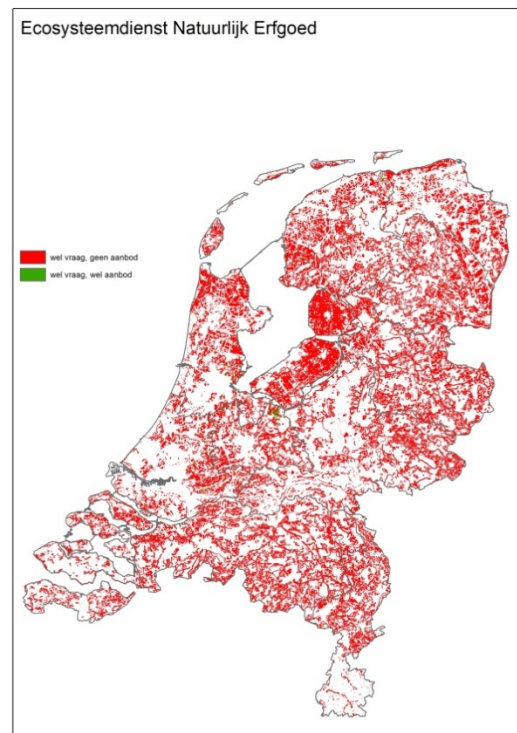 Ecosysteemdienst Natuurlijk Erfgoed
wel vraag, geen aanbod
wel vraag, wel aanbod